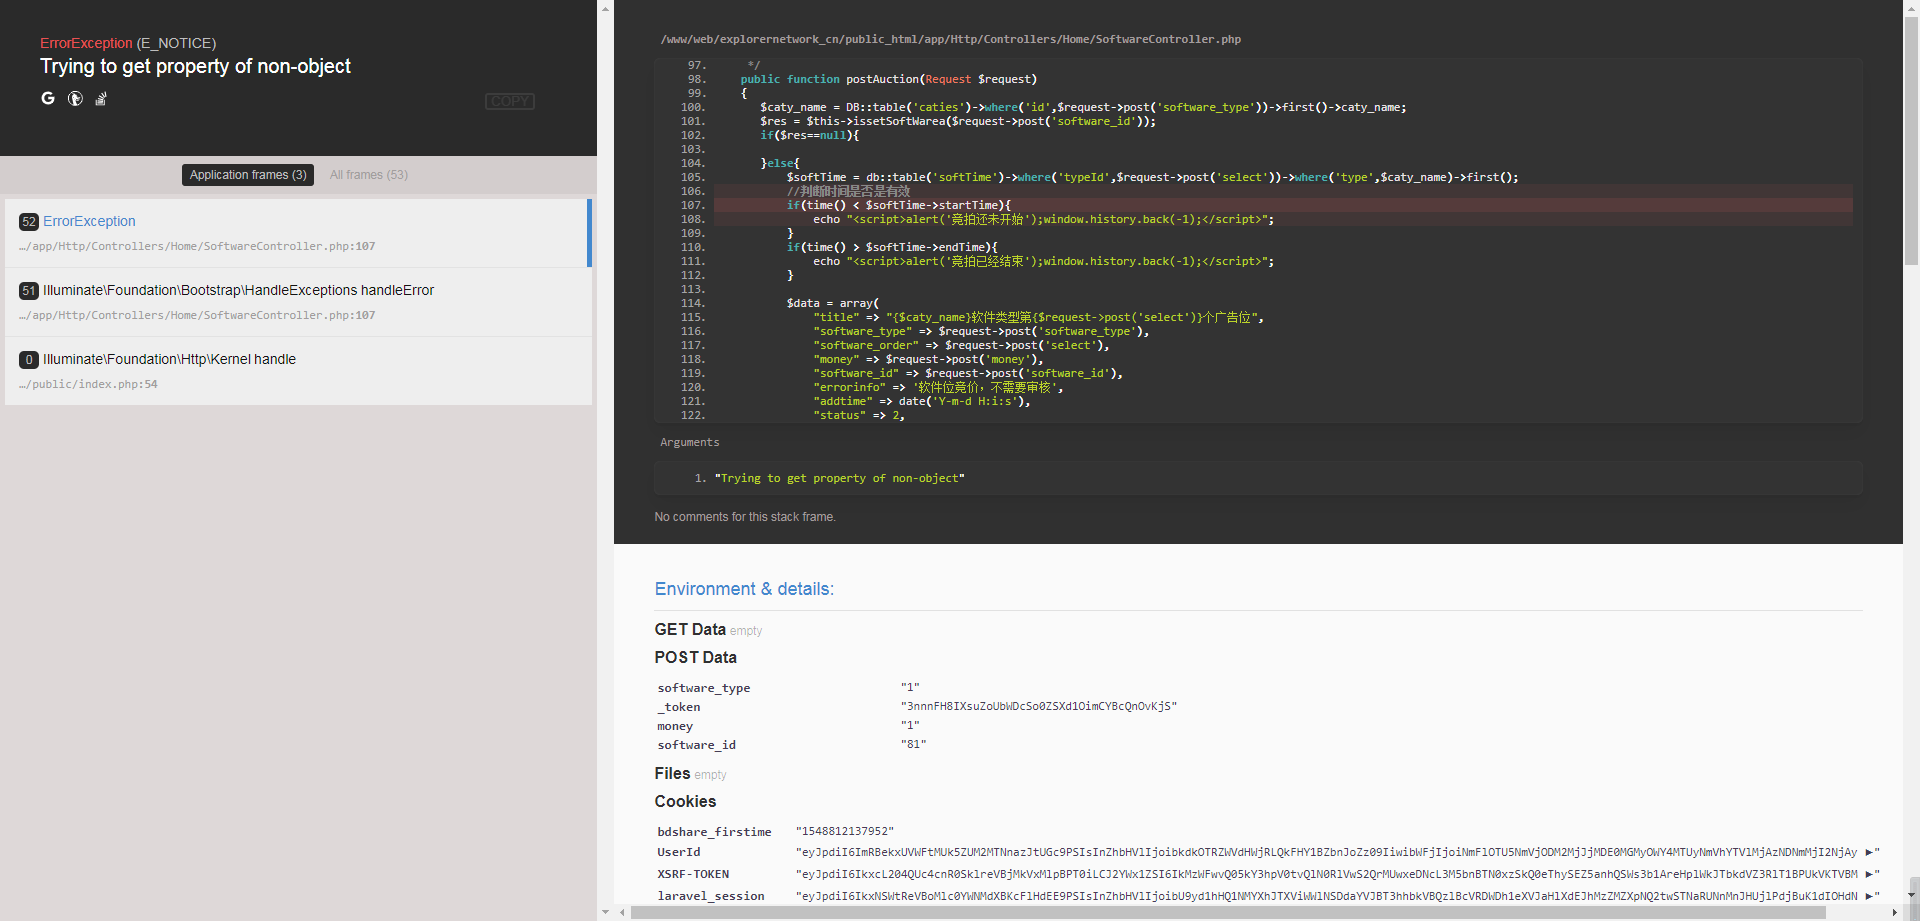 ErrorException (E_NOTICE)
Trying to get property of non-object
COPY
Application frames (3) All frames (53)
52 ErrorException
…/app/Http/Controllers/Home/SoftwareController.php:107
51 Illuminate\Foundation\Bootstrap\HandleExceptions handleError
…/app/Http/Controllers/Home/SoftwareController.php:107
0 Illuminate\Foundation\Http\Kernel handle
…/public/index.php:54
/www/web/explorernetwork_cn/public_html/app/Http/Controllers/Home/SoftwareController.php
97. */
98. public function postAuction(Request $request)
99. {
100. $caty_name = DB::table('caties')->where('id',$request->post('software_type'))->first()->caty_name;
101. $res = $this->issetSoftWarea($request->post('software_id'));
102. if($res==null){
103.
104. }else{
105. $softTime = db::table('softTime')->where('typeId',$request->post('select'))->where('type',$caty_name)->first();
106. //判断时间是否是有效
107. if(time() < $softTime->startTime){
108. echo "<script>alert('竟拍还未开始');window.history.back(-1);</script>";
109. }
110. if(time() > $softTime->endTime){
111. echo "<script>alert('竟拍已经结束');window.history.back(-1);</script>";
112. }
113.
114. $data = array(
115. "title" => "{$caty_name}软件类型第{$request->post('select')}个广告位",
116. "software_type" => $request->post('software_type'),
117. "software_order" => $request->post('select'),
118. "money" => $request->post('money'),
119. "software_id" => $request->post('software_id'),
120. "errorinfo" => '软件位竟价，不需要审核',
121. "addtime" => date('Y-m-d H:i:s'),
122. "status" => 2,
Arguments
1. "Trying to get property of non-object"
No comments for this stack frame.
Environment & details:
GET Data empty
POST Data
software_type "1"
_token "3nnnFH8IXsuZoUbWDcSo0ZSXd1OimCYBcQnOvKjS"
money "1"
software_id "81"
Files empty
Cookies
bdshare_firstime "1548812137952"
UserId
XSRF-TOKEN
laravel_session